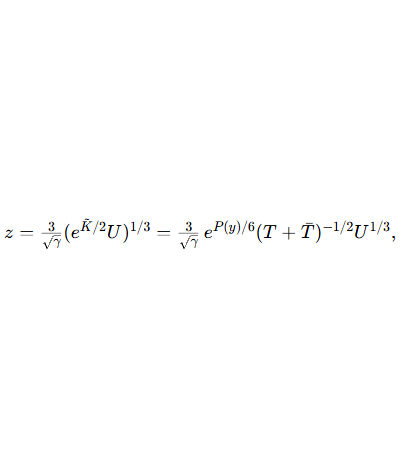 z = \frac{3}{\sqrt{\gamma}}(e^{\tilde{K}/2}U)^{1/3} = \frac{3}{\sqrt{\gamma}} e^{P(y)/6}(T + \bar{T})^{-1/2}U^{1/3},